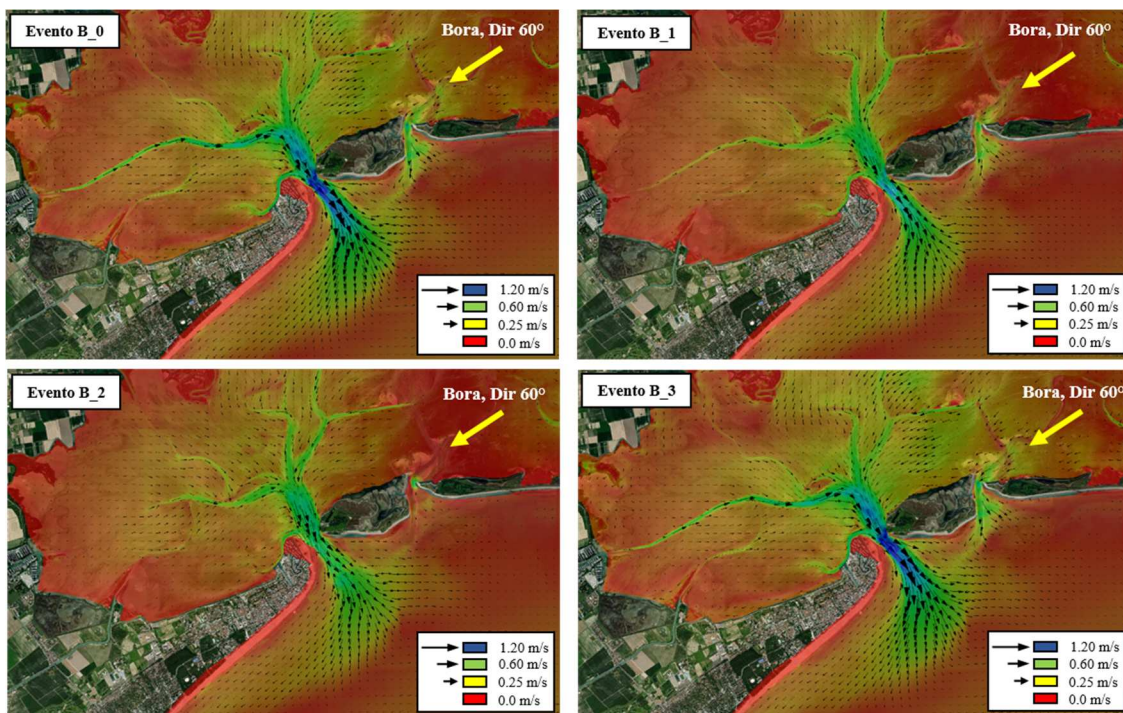 Evento B_0
Bora, Dir 60°
1.20 m/s
0.60 m/s
0.25 m/s
0.0 m/s
Evento B_1
Bora, Dir 60°
1.20 m/s
0.60 m/s
0.25 m/s
0.0 m/s
Evento B_2
Bora, Dir 60°
1.20 m/s
0.60 m/s
0.25 m/s
0.0 m/s
Evento B_3
Bora, Dir 60°
1.20 m/s
0.60 m/s
0.25 m/s
0.0 m/s